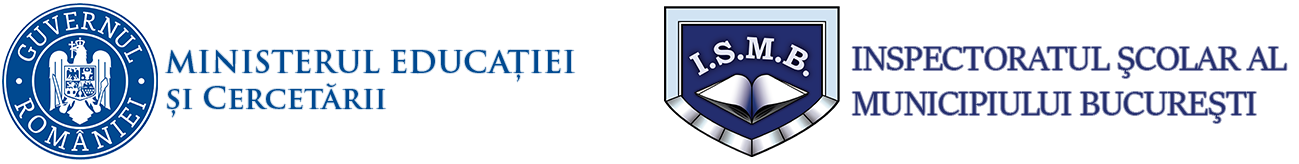 GUVERNUL
ROMÂNIEI
MINISTERUL EDUCAȚIEI
ȘI CERCETĂRII
I.S.M.B.
INSPECTORATUL ŞCOLAR AL
MUNICIPIULUI BUCUREŞTI